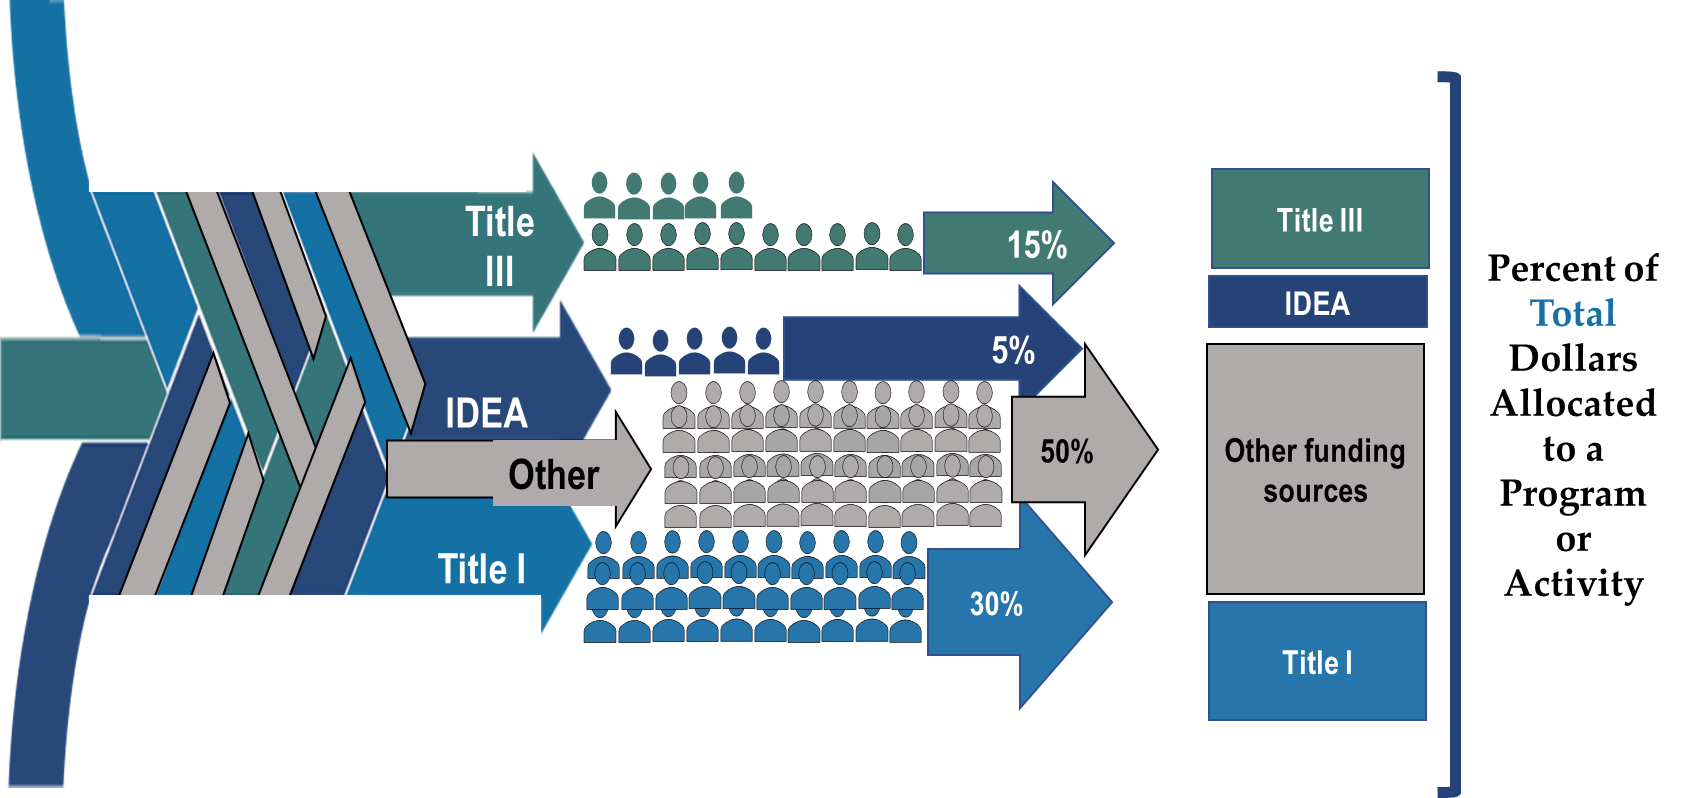 Title
III
IDEA
Other
Title I
15%
5%
50%
30%
Title III
IDEA
Other funding
sources
Title I
Percent of
Total
Dollars
Allocated
to a
Program
or
Activity